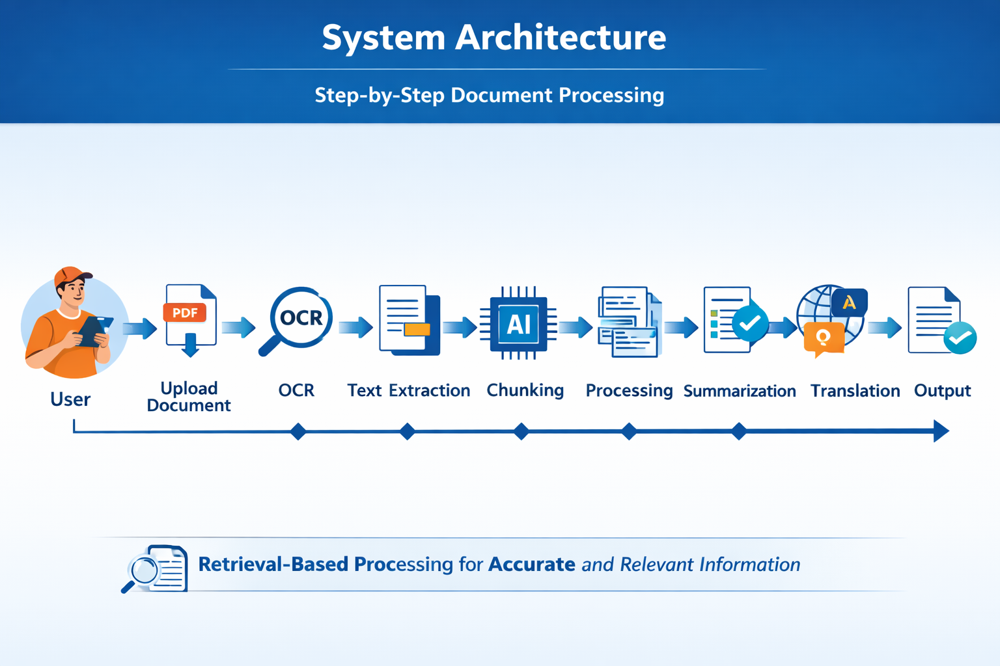 System Architecture
Step-by-Step Document Processing
PDF
OCR
AI
A
User
Upload
Document
OCR
Text Extraction
Chunking
Processing
Summarization
Translation
Output
Retrieval-Based Processing for Accurate and Relevant Information